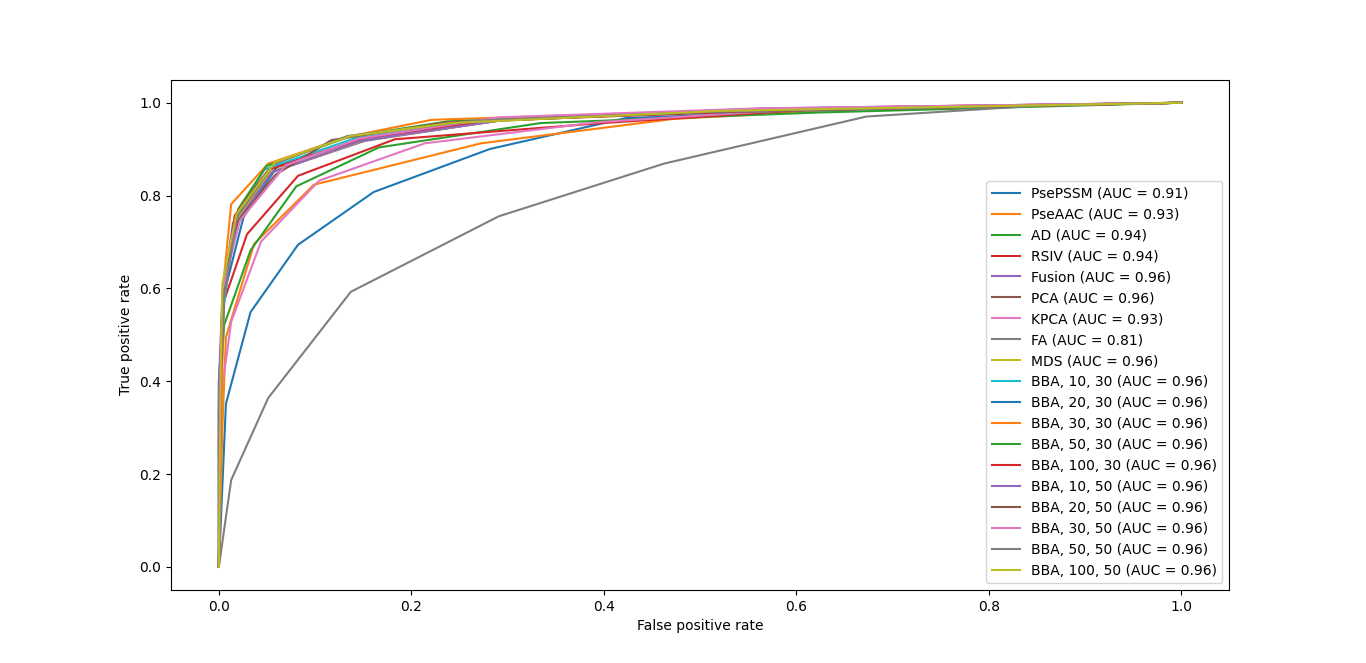 1.0
0.8
0.6
0.4
0.2
0.0
True positive rate
0.0 0.2 0.4 0.6 0.8 1.0
False positive rate
PsePSSM (AUC = 0.91)
PseAAC (AUC = 0.93)
AD (AUC = 0.94)
RSIV (AUC = 0.94)
Fusion (AUC = 0.96)
PCA (AUC = 0.96)
KPCA (AUC = 0.93)
FA (AUC = 0.81)
MDS (AUC = 0.96)
BBA, 10, 30 (AUC = 0.96)
BBA, 20, 30 (AUC = 0.96)
BBA, 30, 30 (AUC = 0.96)
BBA, 50, 30 (AUC = 0.96)
BBA, 100, 30 (AUC = 0.96)
BBA, 10, 50 (AUC = 0.96)
BBA, 20, 50 (AUC = 0.96)
BBA, 30, 50 (AUC = 0.96)
BBA, 50, 50 (AUC = 0.96)
BBA, 100, 50 (AUC = 0.96)